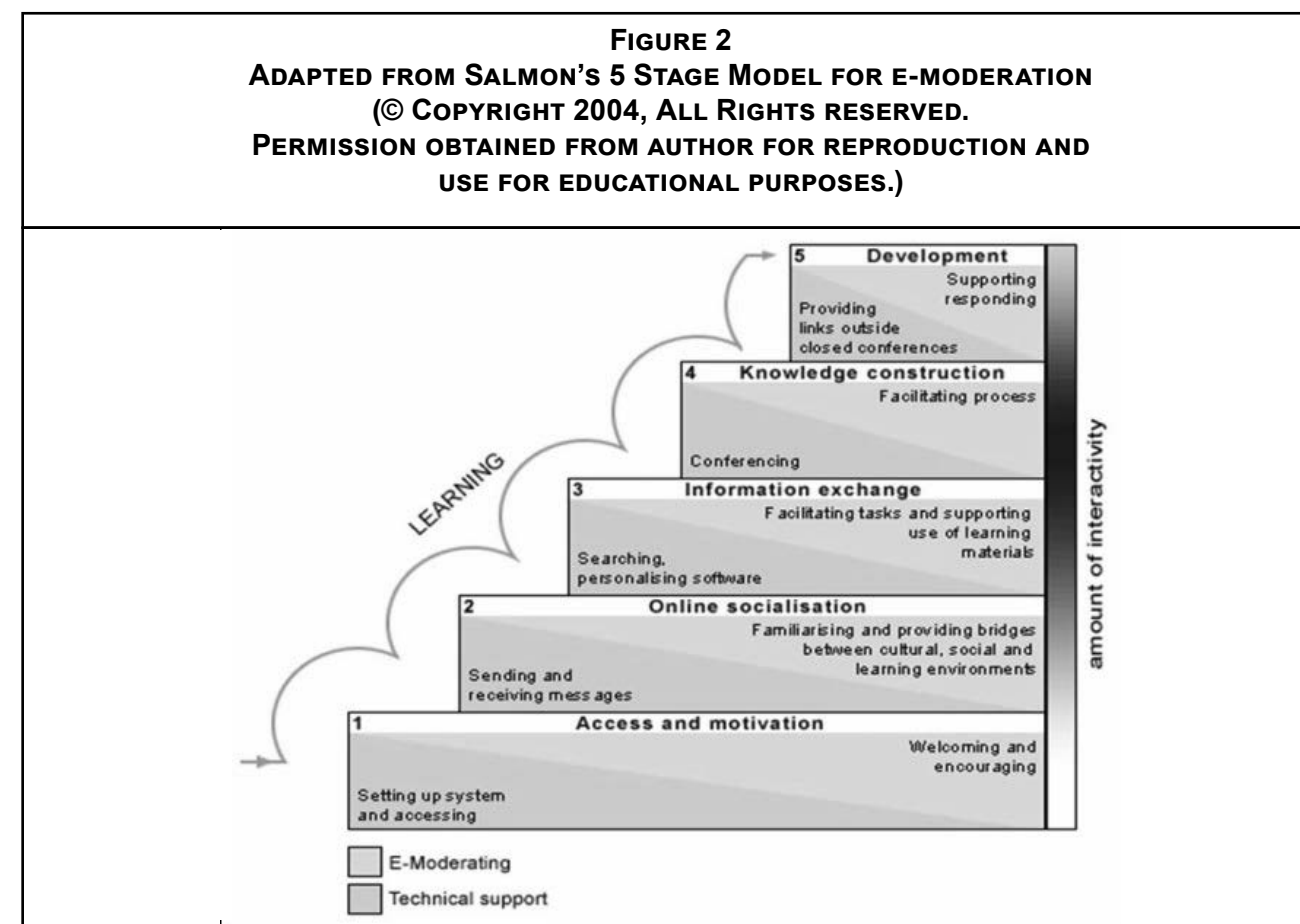 FIGURE 2
ADAPTED FROM SALMON'S 5 STAGE MODEL FOR E-MODERATION
(© COPYRIGHT 2004, ALL RIGHTS RESERVED.
PERMISSION OBTAINED FROM AUTHOR FOR REPRODUCTION AND
USE FOR EDUCATIONAL PURPOSES.)
5 Development
Supporting
responding
Providing
links outside
closed conferences
4 Knowledge construction
Facilitating process
Conferencing
3 Information exchange
Facilitating tasks and supporting
use of learning
materials
Searching,
personalising software
2 Online socialisation
Familiarising and providing bridges
between cultural, social and
learning environments
Sending and
receiving messages
1 Access and motivation
Welcoming and
encouraging
Setting up system
and accessing
LEARNING
amount of interactivity
E-Moderating
Technical support